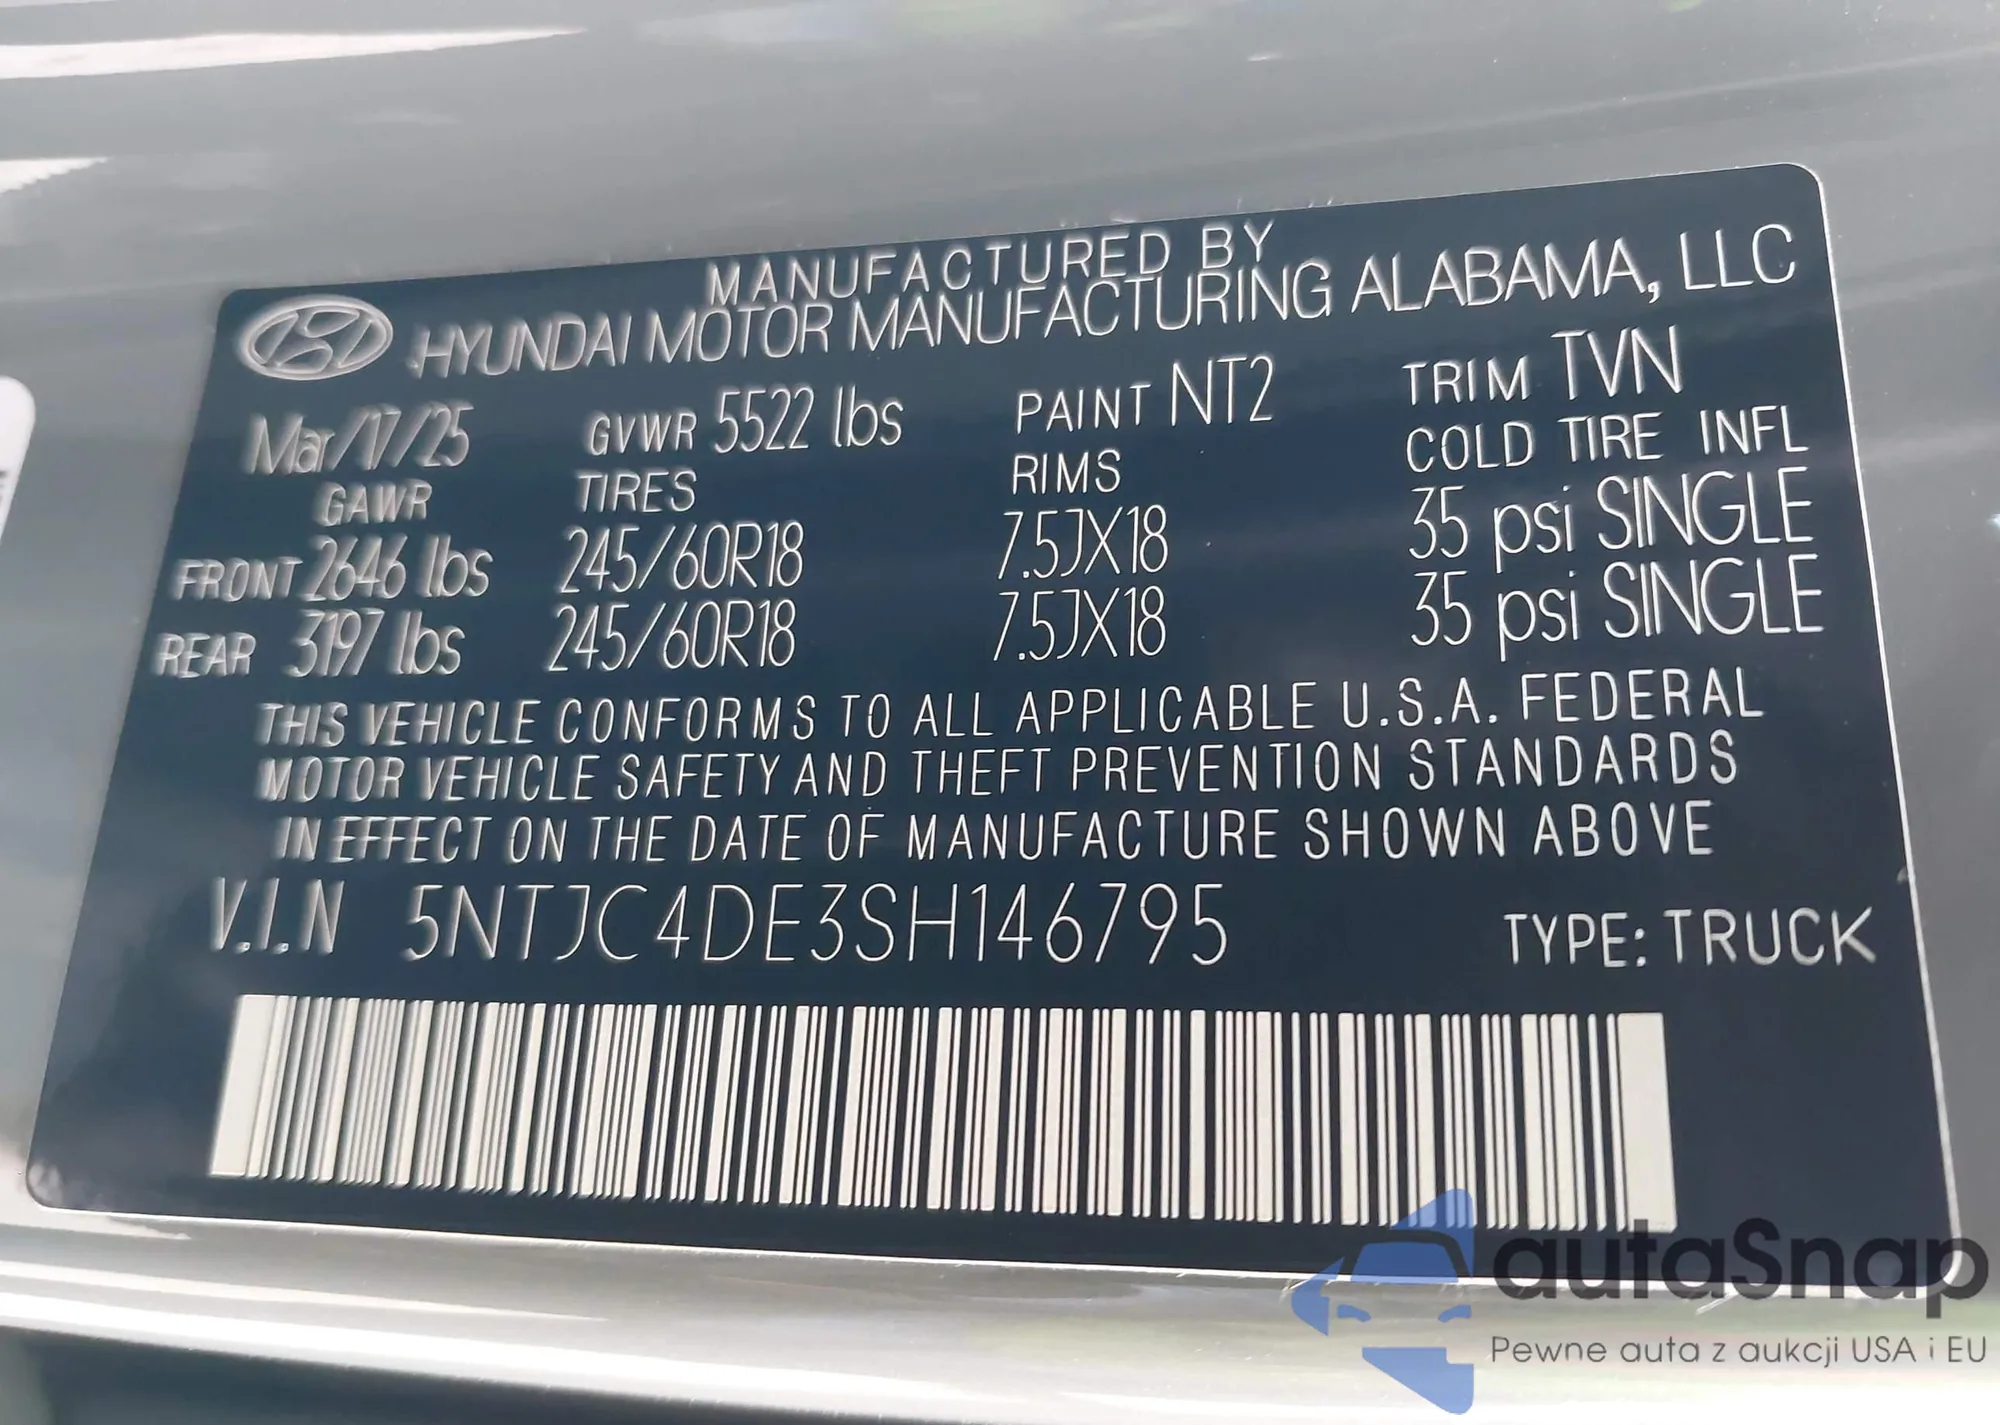 MANUFACTURED BY
HYUNDAI MOTOR MANUFACTURING ALABAMA, LLC
Mar/17/25 GVWR 5522 lbs PAINT NT2 TRIM TVN
GAWR TIRES RIMS COLD TIRE INFL
FRONT 2646 lbs 245/60R18 7.5JX18 35 psi SINGLE
REAR 3197 lbs 245/60R18 7.5JX18 35 psi SINGLE
THIS VEHICLE CONFORMS TO ALL APPLICABLE U.S.A. FEDERAL
MOTOR VEHICLE SAFETY AND THEFT PREVENTION STANDARDS
IN EFFECT ON THE DATE OF MANUFACTURE SHOWN ABOVE
V.I.N 5NTJC4DE3SH146795 TYPE: TRUCK
autaSnap
Pewne auta z aukcji USA i EU